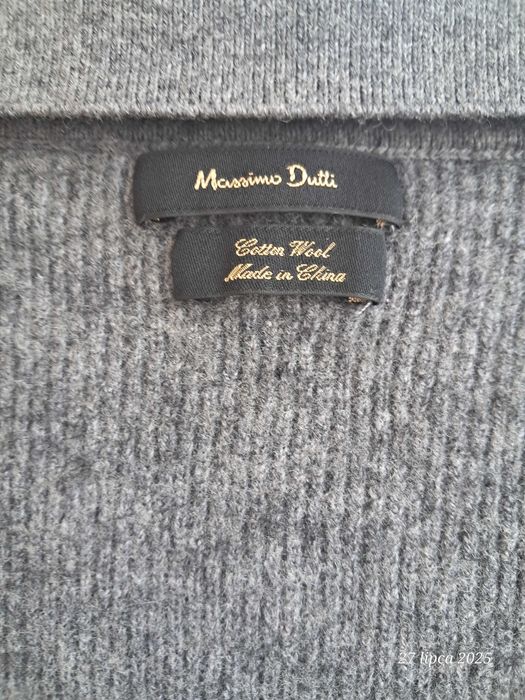 Massimo Dutti
Cotton Wool
Made in China
27 lipca 2025